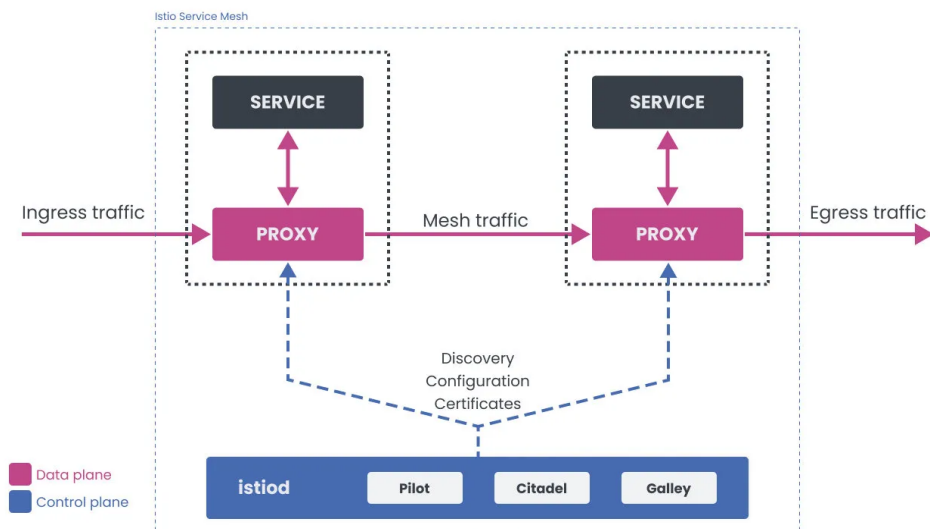 Istio Service Mesh
SERVICE
SERVICE
Ingress traffic
PROXY
Mesh traffic
PROXY
Egress traffic
Discovery
Configuration
Certificates
Data plane
Control plane
istiod
Pilot
Citadel
Galley